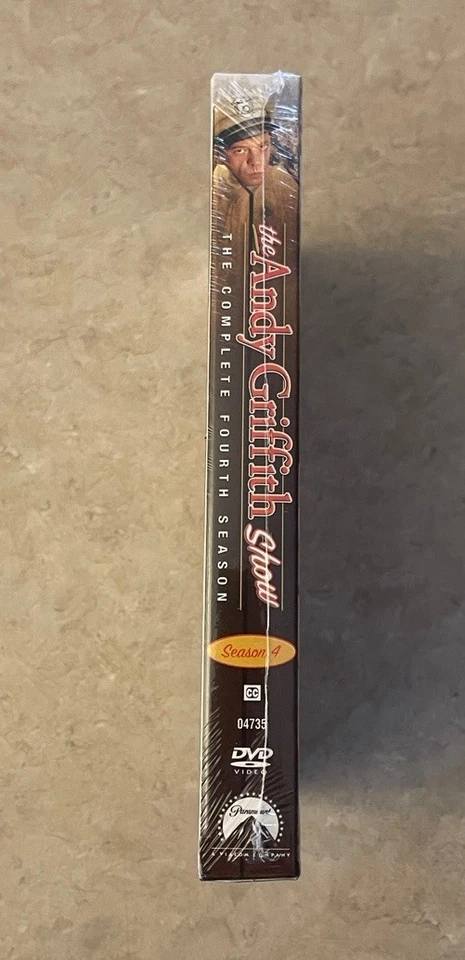 the Andy Griffith Show
THE COMPLETE FOURTH SEASON
Season 4
CC
04735
DVD
VIDEO
Paramount
A VIACOM COMPANY